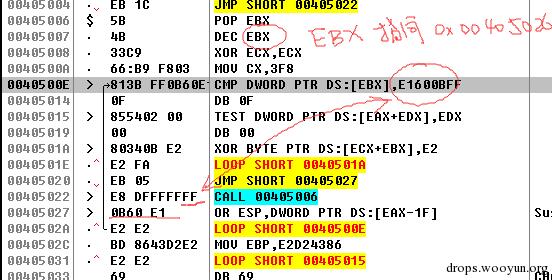 00405004 EB 1C JMP SHORT 00405022
00405006 $ 5B POP EBX
00405007 4B DEC EBX EBX 指向 0x00405026
00405008 33C9 XOR ECX,ECX
0040500A 66:B9 F803 MOV CX,3F8
0040500E > 813B FF0B60E CMP DWORD PTR DS:[EBX],E1600BFF
00405014 0F DB 0F
00405015 > 855402 00 TEST DWORD PTR DS:[EAX+EDX],EDX
00405019 00 DB 00
0040501A > 80340B E2 XOR BYTE PTR DS:[ECX+EBX],E2
0040501E E2 FA LOOP SHORT 0040501A
00405020 EB 05 JMP SHORT 00405027
00405022 > E8 DFFFFFFF CALL 00405006
00405027 > 0B60 E1 OR ESP,DWORD PTR DS:[EAX-1F] Sus
0040502A E2 E2 LOOP SHORT 0040500E
0040502C BD 8643D2E2 MOV EBP,E2D24386
00405031 E2 E2 LOOP SHORT 00405015
00405033 69 DB 69
drops.wooyun.org